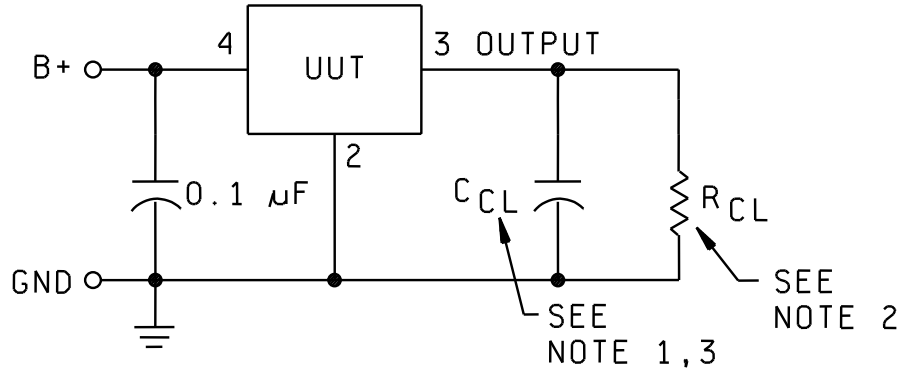 4
3 OUTPUT
B+
UUT
2
0.1 µF
C CL
R CL
GND
SEE
NOTE 2
SEE
NOTE 1,3